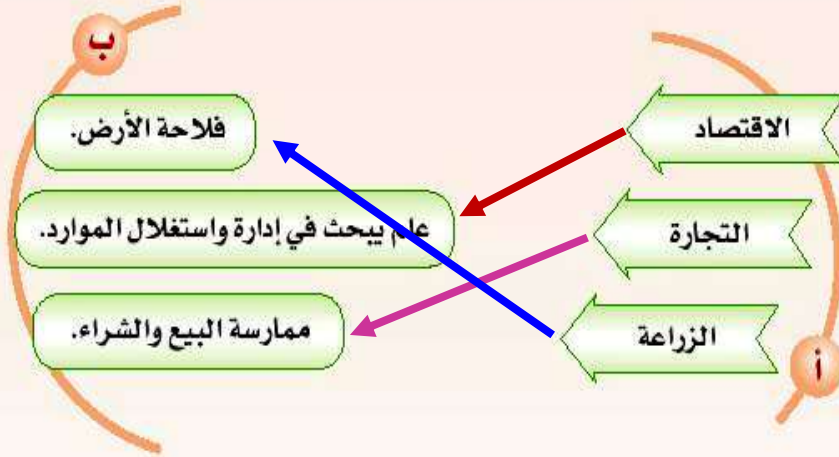 أ
ب
الاقتصاد
فلاحة الأرض.
التجارة
علم يبحث في إدارة واستغلال الموارد.
الزراعة
ممارسة البيع والشراء.